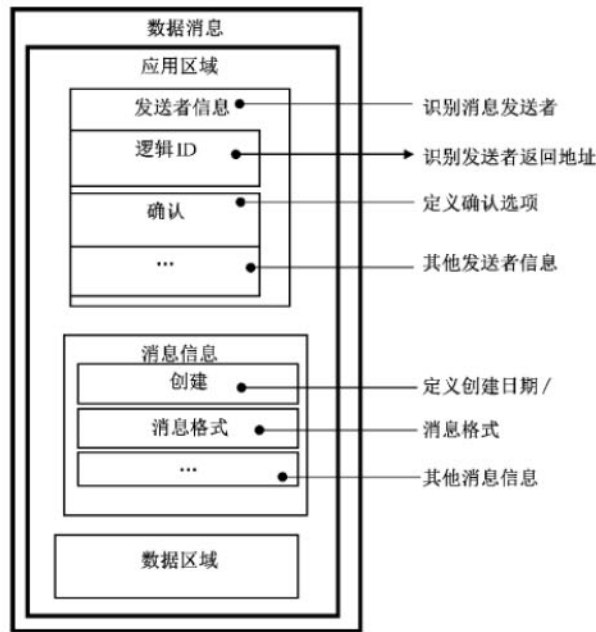 数据消息
应用区域
发送者信息
识别消息发送者
逻辑ID
识别发送者返回地址
确认
定义确认选项
…
其他发送者信息
消息信息
创建
定义创建日期/
消息格式
消息格式
…
其他消息信息
数据区域